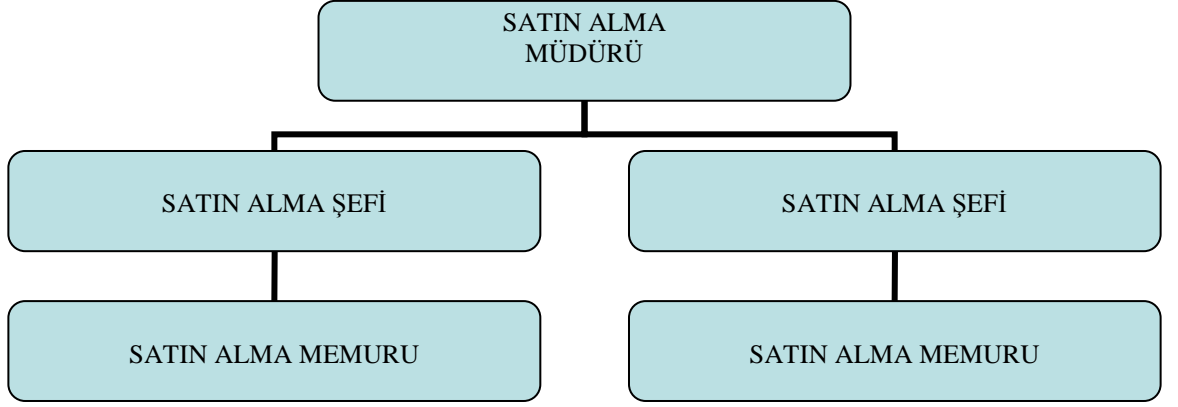 SATIN ALMA
MÜDÜRÜ
SATIN ALMA ŞEFİ
SATIN ALMA ŞEFİ
SATIN ALMA MEMURU
SATIN ALMA MEMURU